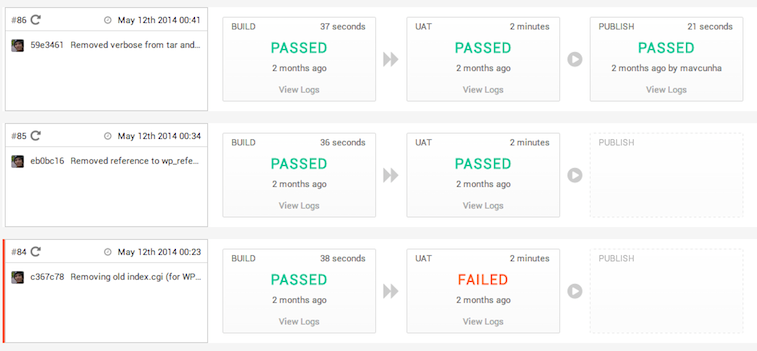 #86 May 12th 2014 00:41
59e3461 Removed verbose from tar and...
BUILD 37 seconds
PASSED
2 months ago
View Logs
UAT 2 minutes
PASSED
2 months ago
View Logs
PUBLISH 21 seconds
PASSED
2 months ago by mavcunha
View Logs
#85 May 12th 2014 00:34
eb0bc16 Removed reference to wp_refe...
BUILD 36 seconds
PASSED
2 months ago
View Logs
UAT 2 minutes
PASSED
2 months ago
View Logs
PUBLISH
#84 May 12th 2014 00:23
c367c78 Removing old index.cgi (for WP...
BUILD 38 seconds
PASSED
2 months ago
View Logs
UAT 2 minutes
FAILED
2 months ago
View Logs
PUBLISH